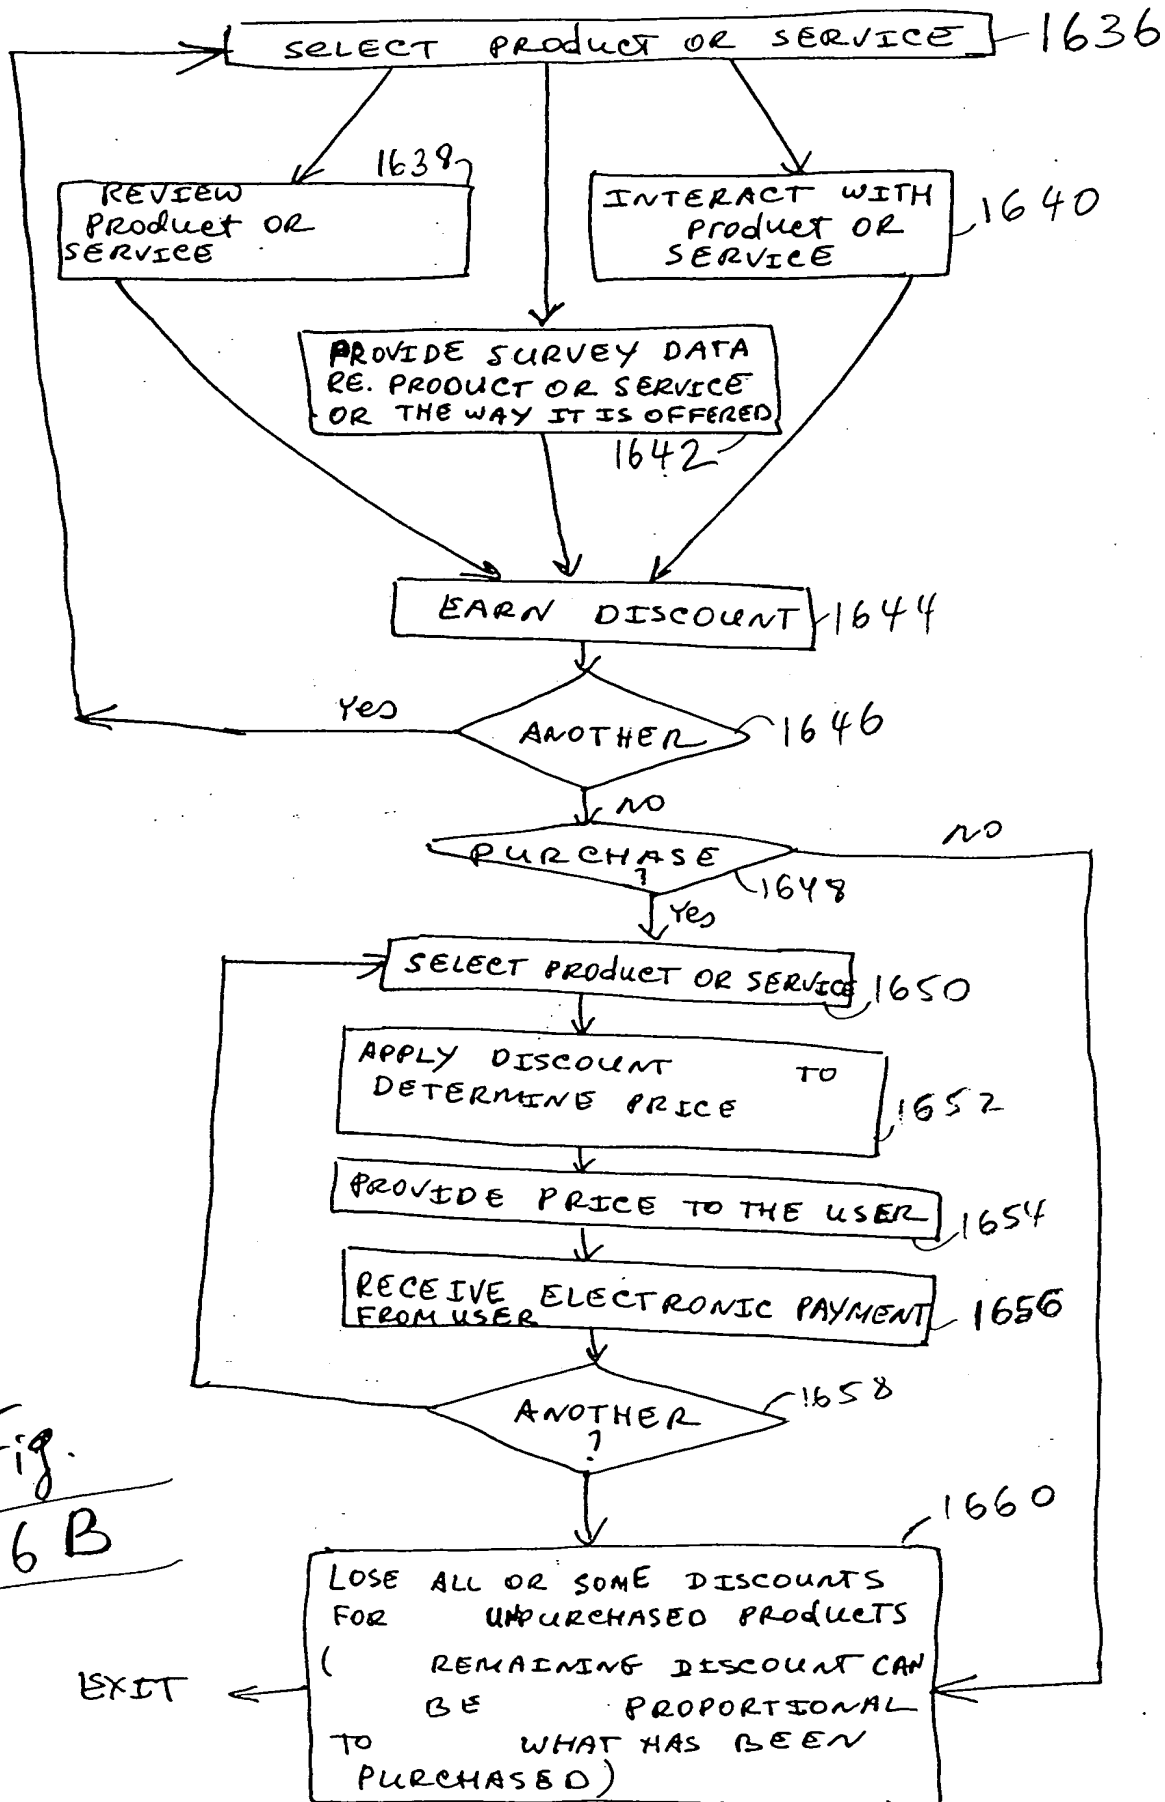 SELECT PRODUCT OR SERVICE
1636
1638
REVIEW
PRODUCT OR
SERVICE
INTERACT WITH
PRODUCT OR
SERVICE
1640
PROVIDE SURVEY DATA
RE. PRODUCT OR SERVICE
OR THE WAY IT IS OFFERED
1642
EARN DISCOUNT
1644
Yes
ANOTHER
1646
NO
PURCHASE
?
NO
1648
Yes
SELECT PRODUCT OR SERVICE
1650
APPLY DISCOUNT TO
DETERMINE PRICE
1652
PROVIDE PRICE TO THE USER
1654
RECEIVE ELECTRONIC PAYMENT
FROM USER
1656
ANOTHER
?
1658
Fig.
6 B
1660
LOSE ALL OR SOME DISCOUNTS
FOR UNPURCHASED PRODUCTS
( REMAINING DISCOUNT CAN
BE PROPORTIONAL
TO WHAT HAS BEEN
PURCHASED)
EXIT